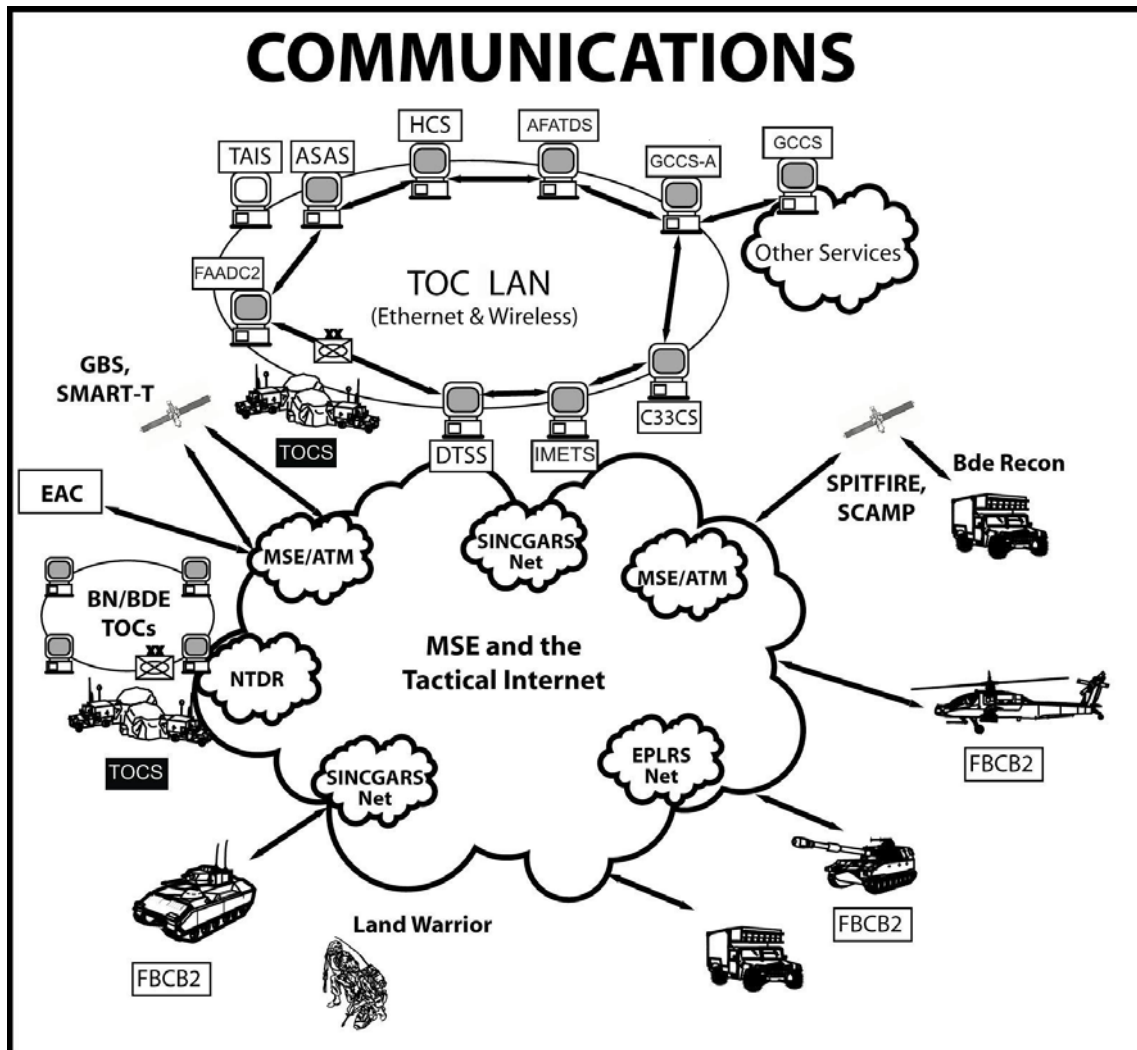 COMMUNICATIONS
HCS
AFATDS
TAIS
ASAS
GCCS-A
GCCS
Other Services
FAADC2
TOC LAN
(Ethernet & Wireless)
XX
GBS,
SMART-T
TOCS
DTSS
IMETS
C33CS
SPITFIRE,
SCAMP
Bde Recon
EAC
MSE/ATM
SINCGARS
Net
MSE/ATM
BN/BDE
TOCs
XX
NTDR
MSE and the
Tactical Internet
TOCS
SINCGARS
Net
EPLRS
Net
FBCB2
FBCB2
Land Warrior
FBCB2